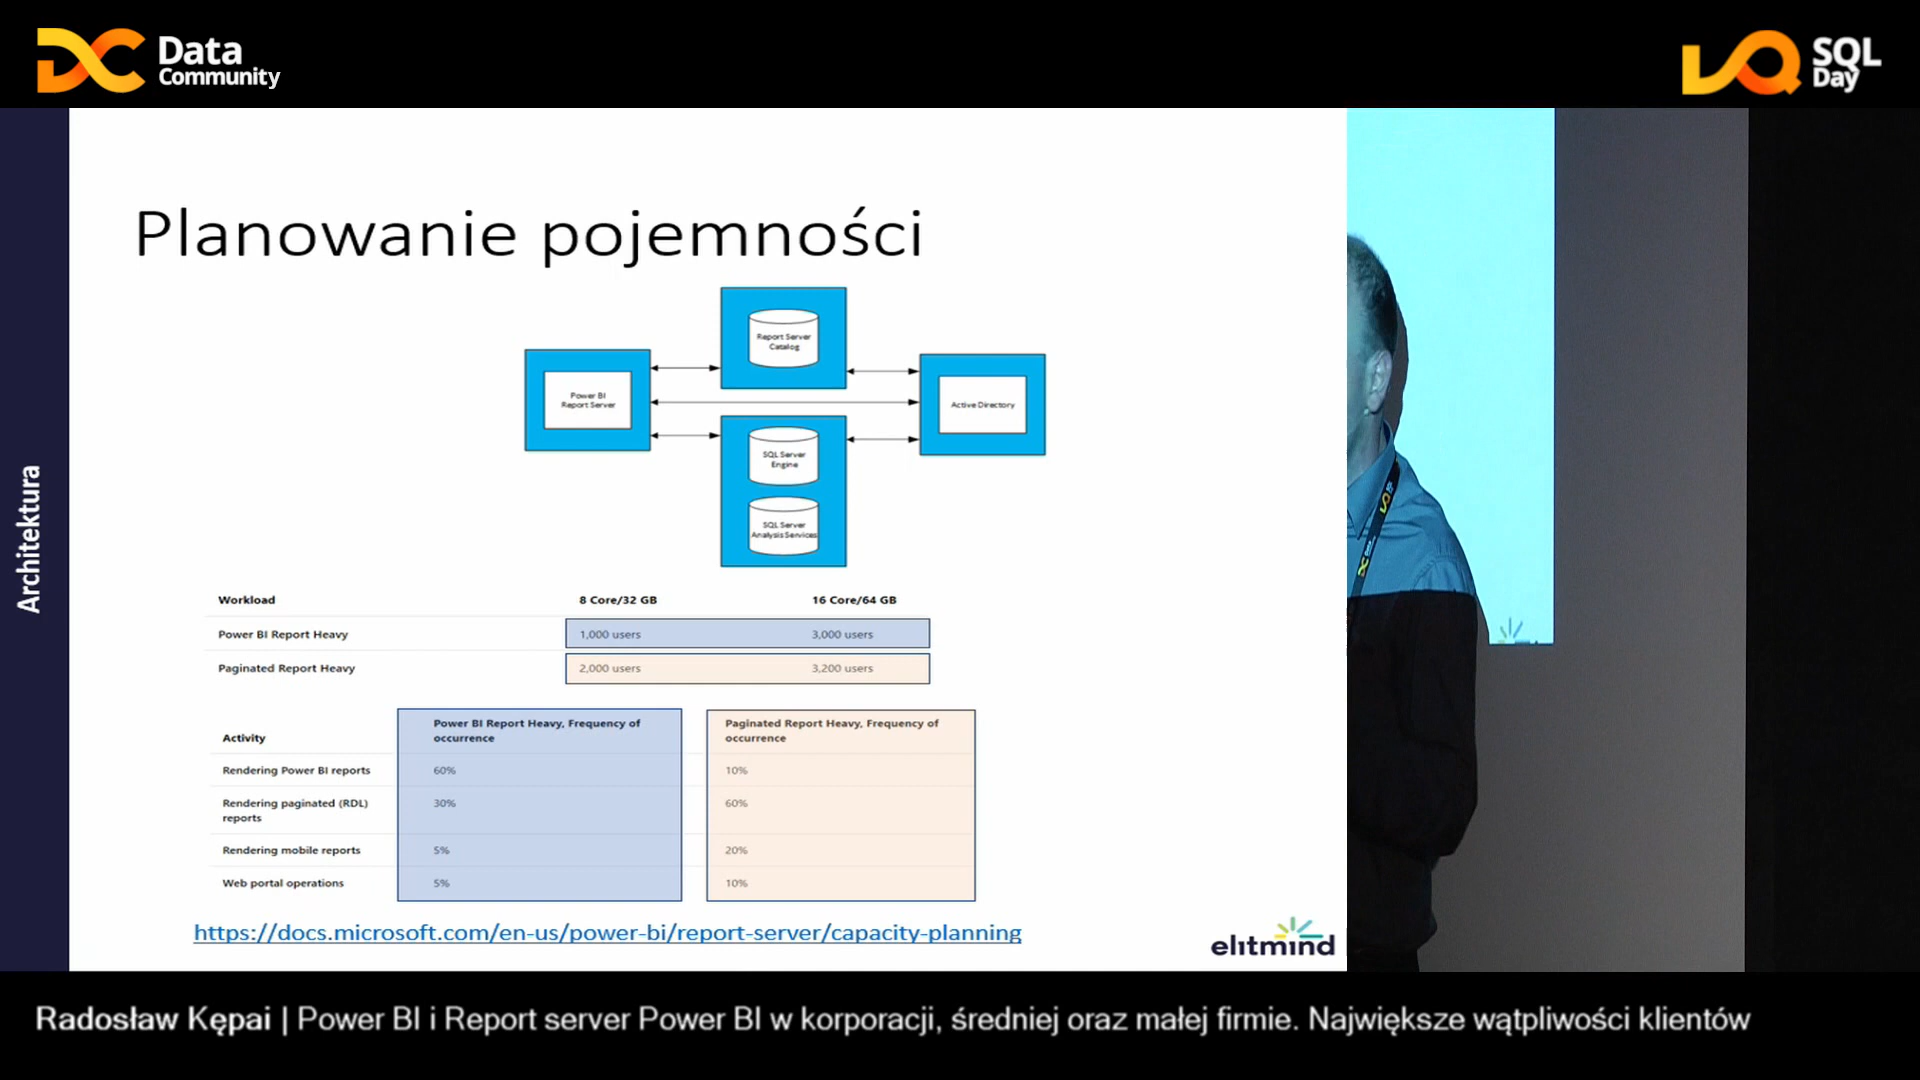 Data
Community
SQL
Day
Architektura
Planowanie pojemności
Report Server
Catalog
Power BI
Report Server
Active Directory
SQL Server
Engine
SQL Server
Analysis Services
Workload 8 Core/32 GB 16 Core/64 GB
Power BI Report Heavy 1,000 users 3,000 users
Paginated Report Heavy 2,000 users 3,200 users
Activity Power BI Report Heavy, Frequency of occurrence Paginated Report Heavy, Frequency of occurrence
Rendering Power BI reports 60% 10%
Rendering paginated (RDL) reports 30% 60%
Rendering mobile reports 5% 20%
Web portal operations 5% 10%
https://docs.microsoft.com/en-us/power-bi/report-server/capacity-planning
elitmind
Radosław Kępai | Power BI i Report server Power BI w korporacji, średniej oraz małej firmie. Największe wątpliwości klientów